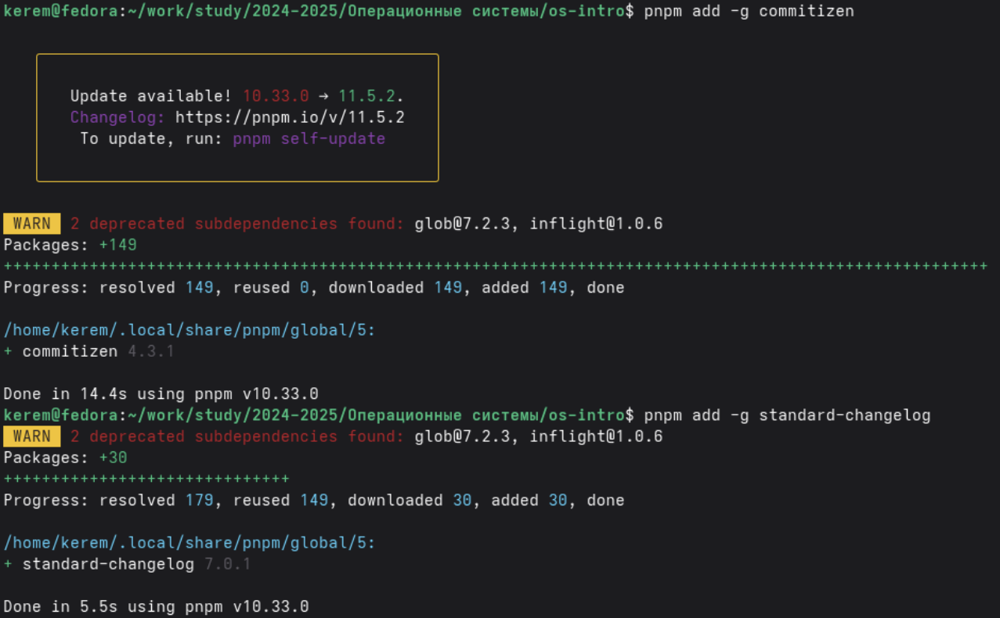 kerem@fedora:~/work/study/2024-2025/Операционные системы/os-intro$ pnpm add -g commitizen
Update available! 10.33.0 → 11.5.2.
Changelog: https://pnpm.io/v/11.5.2
To update, run: pnpm self-update
WARN 2 deprecated subdependencies found: glob@7.2.3, inflight@1.0.6
Packages: +149
+++++++++++++++++++++++++++++++++++++++++++++++++++++++++++++++++++++++++++++++++++++++++++++++++++++++
Progress: resolved 149, reused 0, downloaded 149, added 149, done
/home/kerem/.local/share/pnpm/global/5:
+ commitizen 4.3.1
Done in 14.4s using pnpm v10.33.0
kerem@fedora:~/work/study/2024-2025/Операционные системы/os-intro$ pnpm add -g standard-changelog
WARN 2 deprecated subdependencies found: glob@7.2.3, inflight@1.0.6
Packages: +30
++++++++++++++++++++++++++++++
Progress: resolved 179, reused 149, downloaded 30, added 30, done
/home/kerem/.local/share/pnpm/global/5:
+ standard-changelog 7.0.1
Done in 5.5s using pnpm v10.33.0